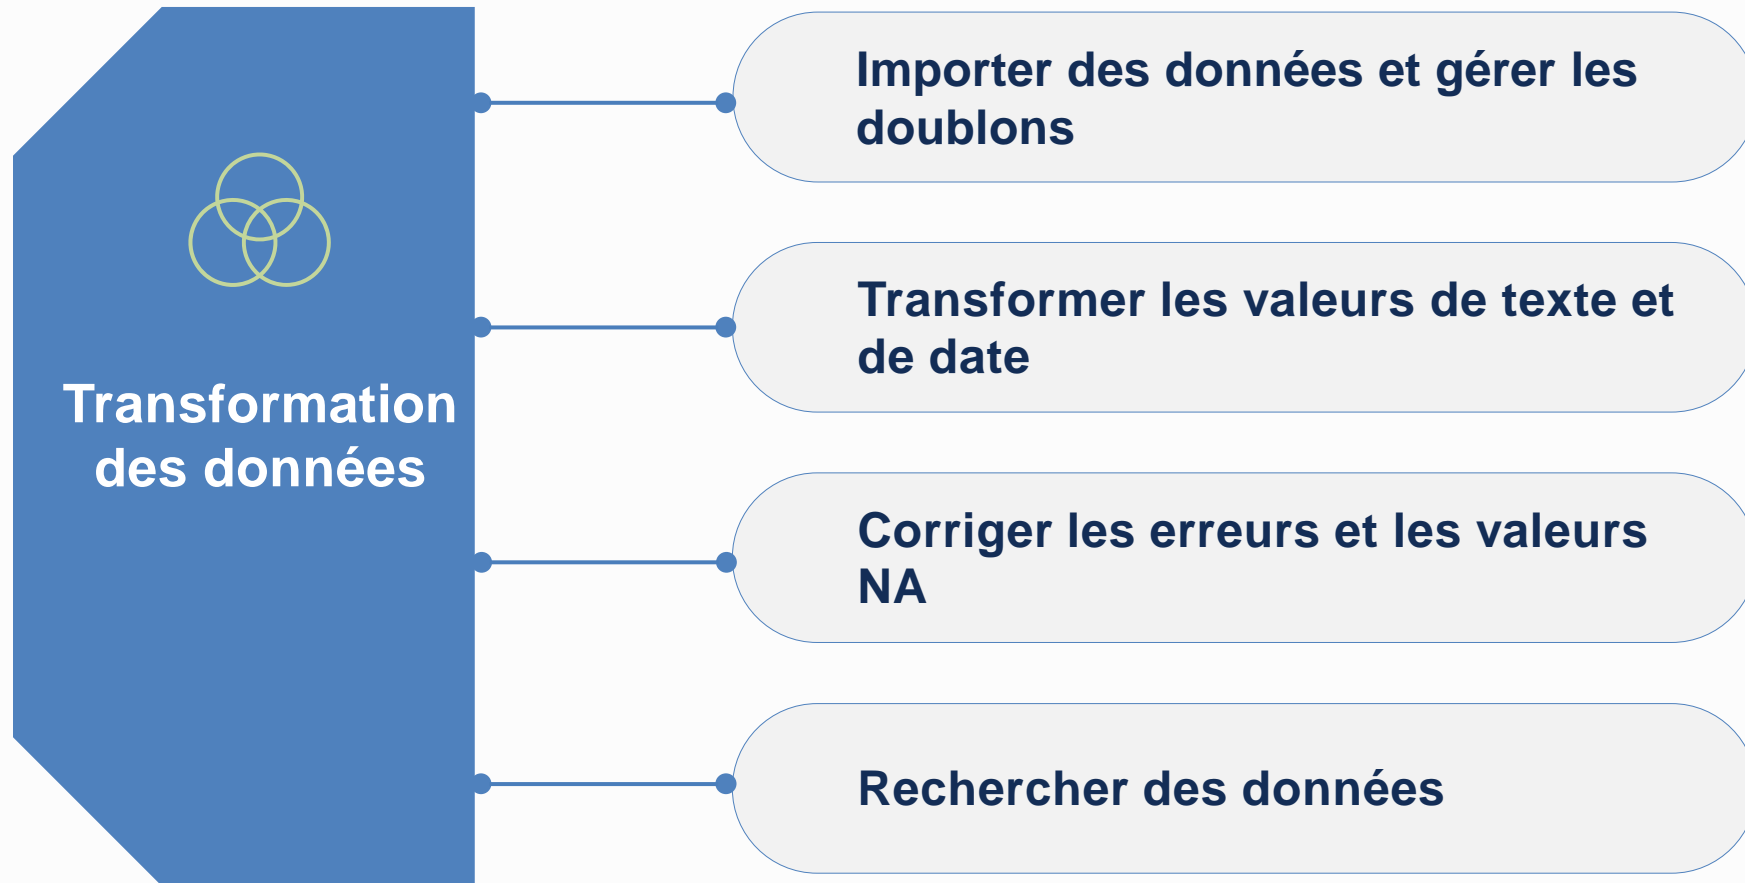 Transformation
des données
Importer des données et gérer les
doublons
Transformer les valeurs de texte et
de date
Corriger les erreurs et les valeurs
NA
Rechercher des données